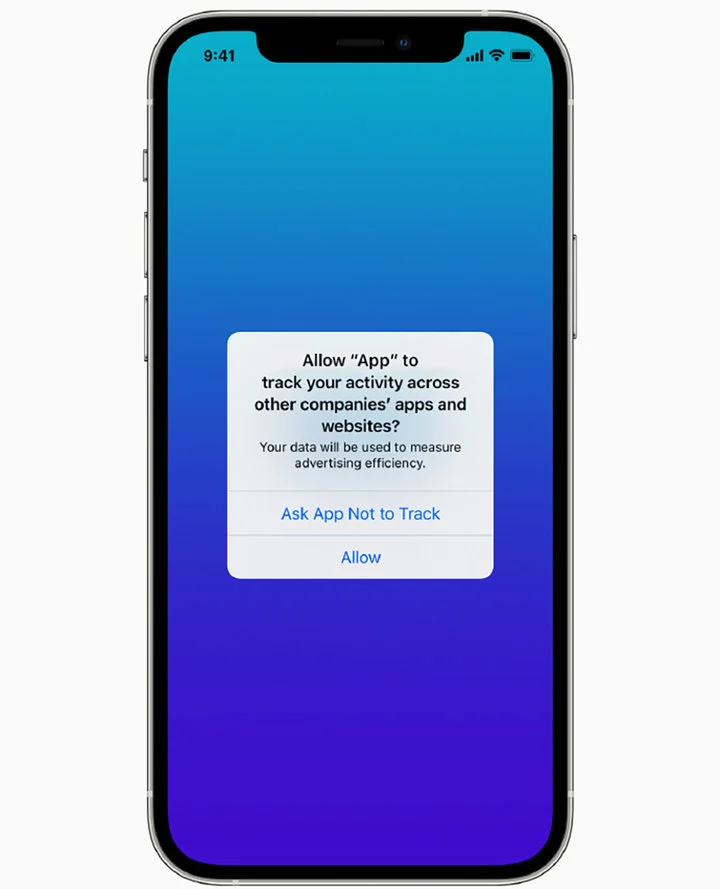 9:41
Allow “App” to
track your activity across
other companies’ apps and
websites?
Your data will be used to measure
advertising efficiency.
Ask App Not to Track
Allow